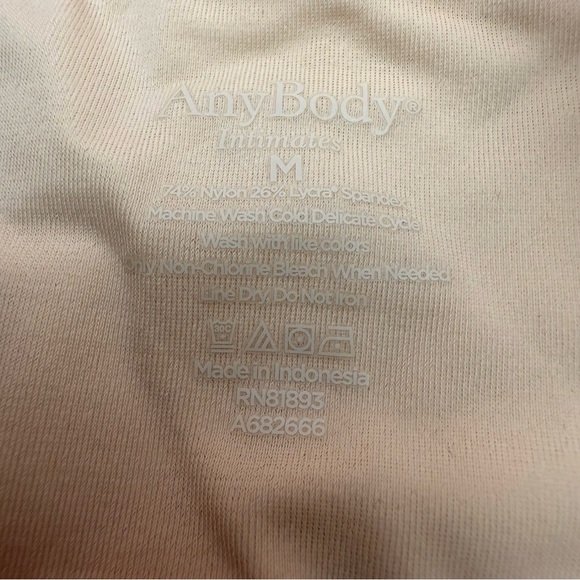 AnyBody®
Intimates
M
74% Nylon 26% Lycra® Spandex
Machine Wash Cold Delicate Cycle
Wash with like colors
Only Non-Chlorine Bleach When Needed
Line Dry, Do Not Iron
30C
Made in Indonesia
RN81893
A682666